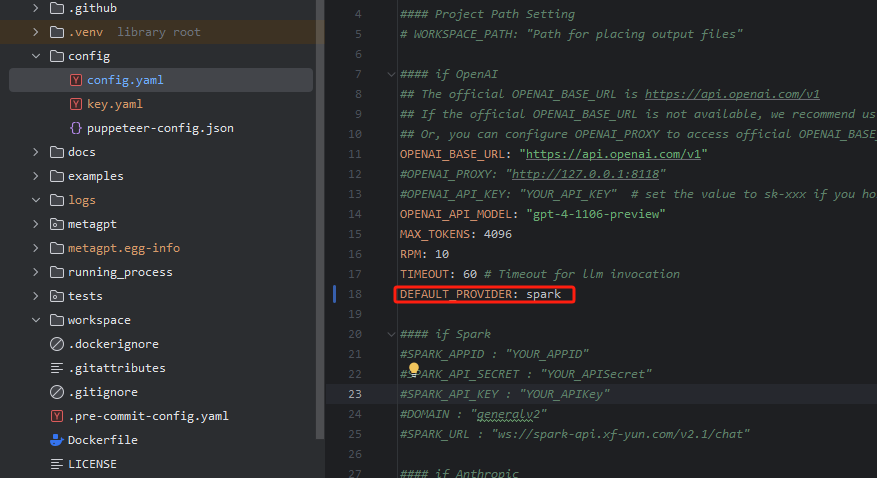 .github
.venv library root
config
config.yaml
key.yaml
puppeteer-config.json
docs
examples
logs
metagpt
metagpt.egg-info
running_process
tests
workspace
.dockerignore
.gitattributes
.gitignore
.pre-commit-config.yaml
Dockerfile
LICENSE
4 #### Project Path Setting
5 # WORKSPACE_PATH: "Path for placing output files"
6
7 #### if OpenAI
8 ## The official OPENAI_BASE_URL is https://api.openai.com/v1
9 ## If the official OPENAI_BASE_URL is not available, we recommend us
10 ## Or, you can configure OPENAI_PROXY to access official OPENAI_BASE_
11 OPENAI_BASE_URL: "https://api.openai.com/v1"
12 #OPENAI_PROXY: "http://127.0.0.1:8118"
13 #OPENAI_API_KEY: "YOUR_API_KEY"  # set the value to sk-xxx if you ho
14 OPENAI_API_MODEL: "gpt-4-1106-preview"
15 MAX_TOKENS: 4096
16 RPM: 10
17 TIMEOUT: 60 # Timeout for llm invocation
18 DEFAULT_PROVIDER: spark
19
20 #### if Spark
21 #SPARK_APPID : "YOUR_APPID"
22 #SPARK_API_SECRET : "YOUR_APISecret"
23 #SPARK_API_KEY : "YOUR_APIKey"
24 #DOMAIN : "generalv2"
25 #SPARK_URL : "ws://spark-api.xf-yun.com/v2.1/chat"
26
27 #### if Anthropic